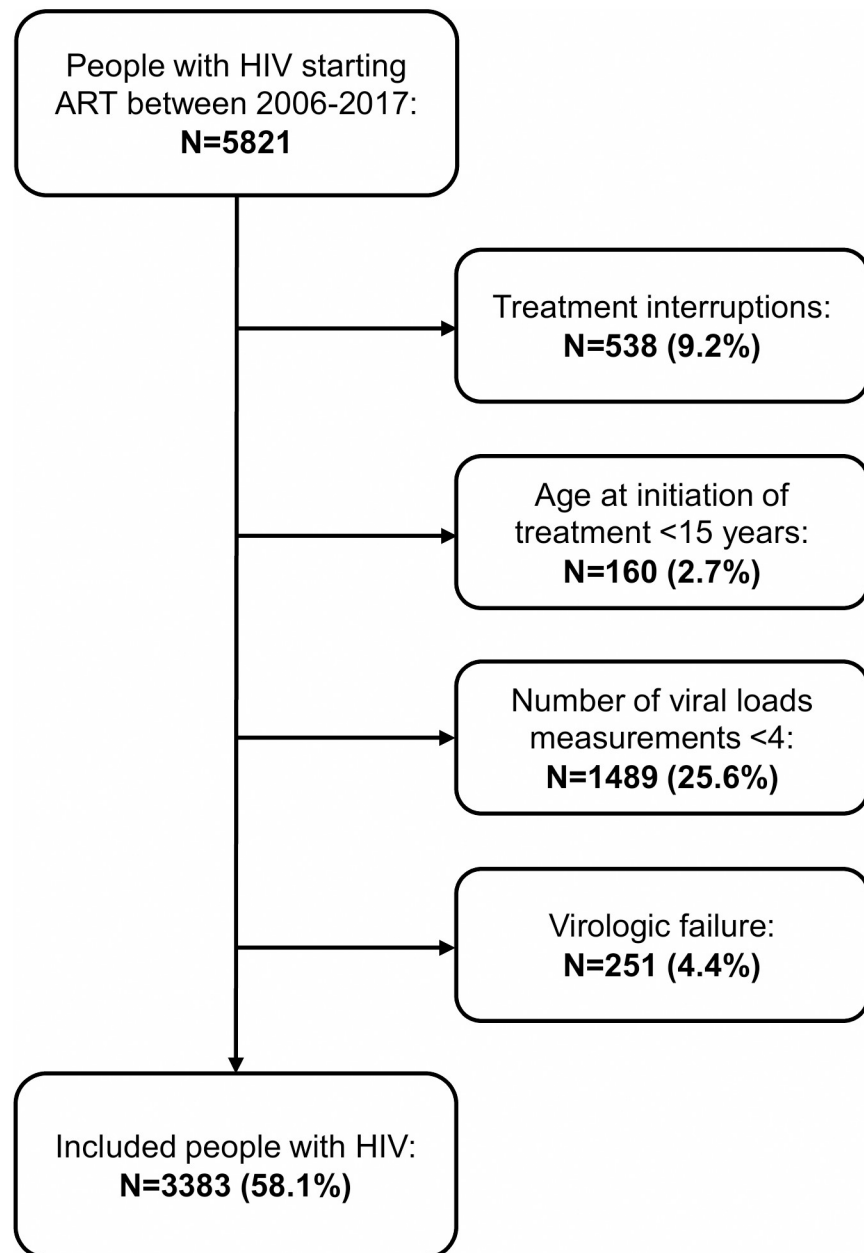 People with HIV starting
ART between 2006-2017:
N=5821
Treatment interruptions:
N=538 (9.2%)
Age at initiation of
treatment <15 years:
N=160 (2.7%)
Number of viral loads
measurements <4:
N=1489 (25.6%)
Virologic failure:
N=251 (4.4%)
Included people with HIV:
N=3383 (58.1%)